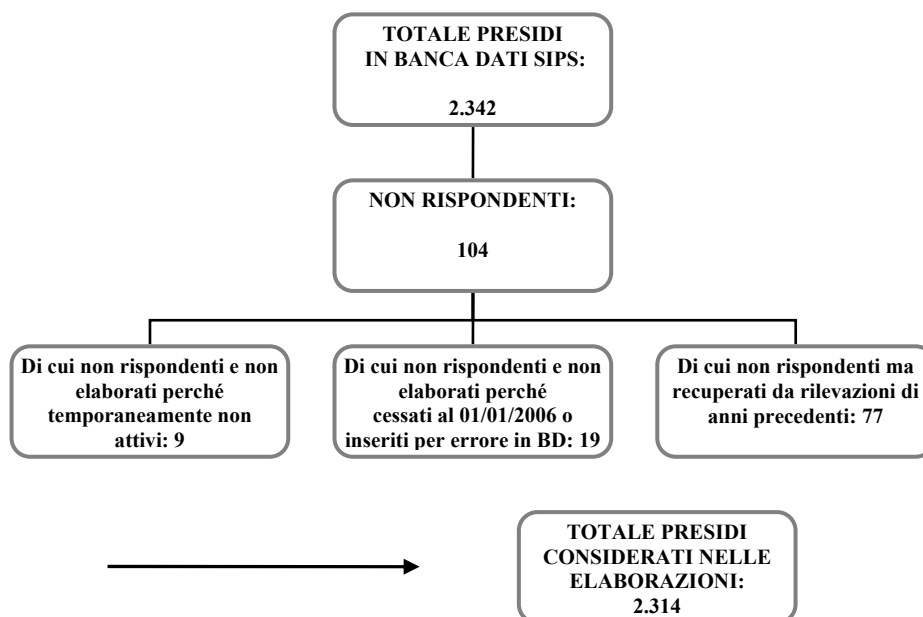 TOTALE PRESIDI
IN BANCA DATI SIPS:
2.342
NON RISPONDENTI:
104
Di cui non rispondenti e non
elaborati perché
temporaneamente non
attivi: 9
Di cui non rispondenti e non
elaborati perché
cessati al 01/01/2006 o
inseriti per errore in BD: 19
Di cui non rispondenti ma
recuperati da rilevazioni di
anni precedenti: 77
TOTALE PRESIDI
CONSIDERATI NELLE
ELABORAZIONI:
2.314